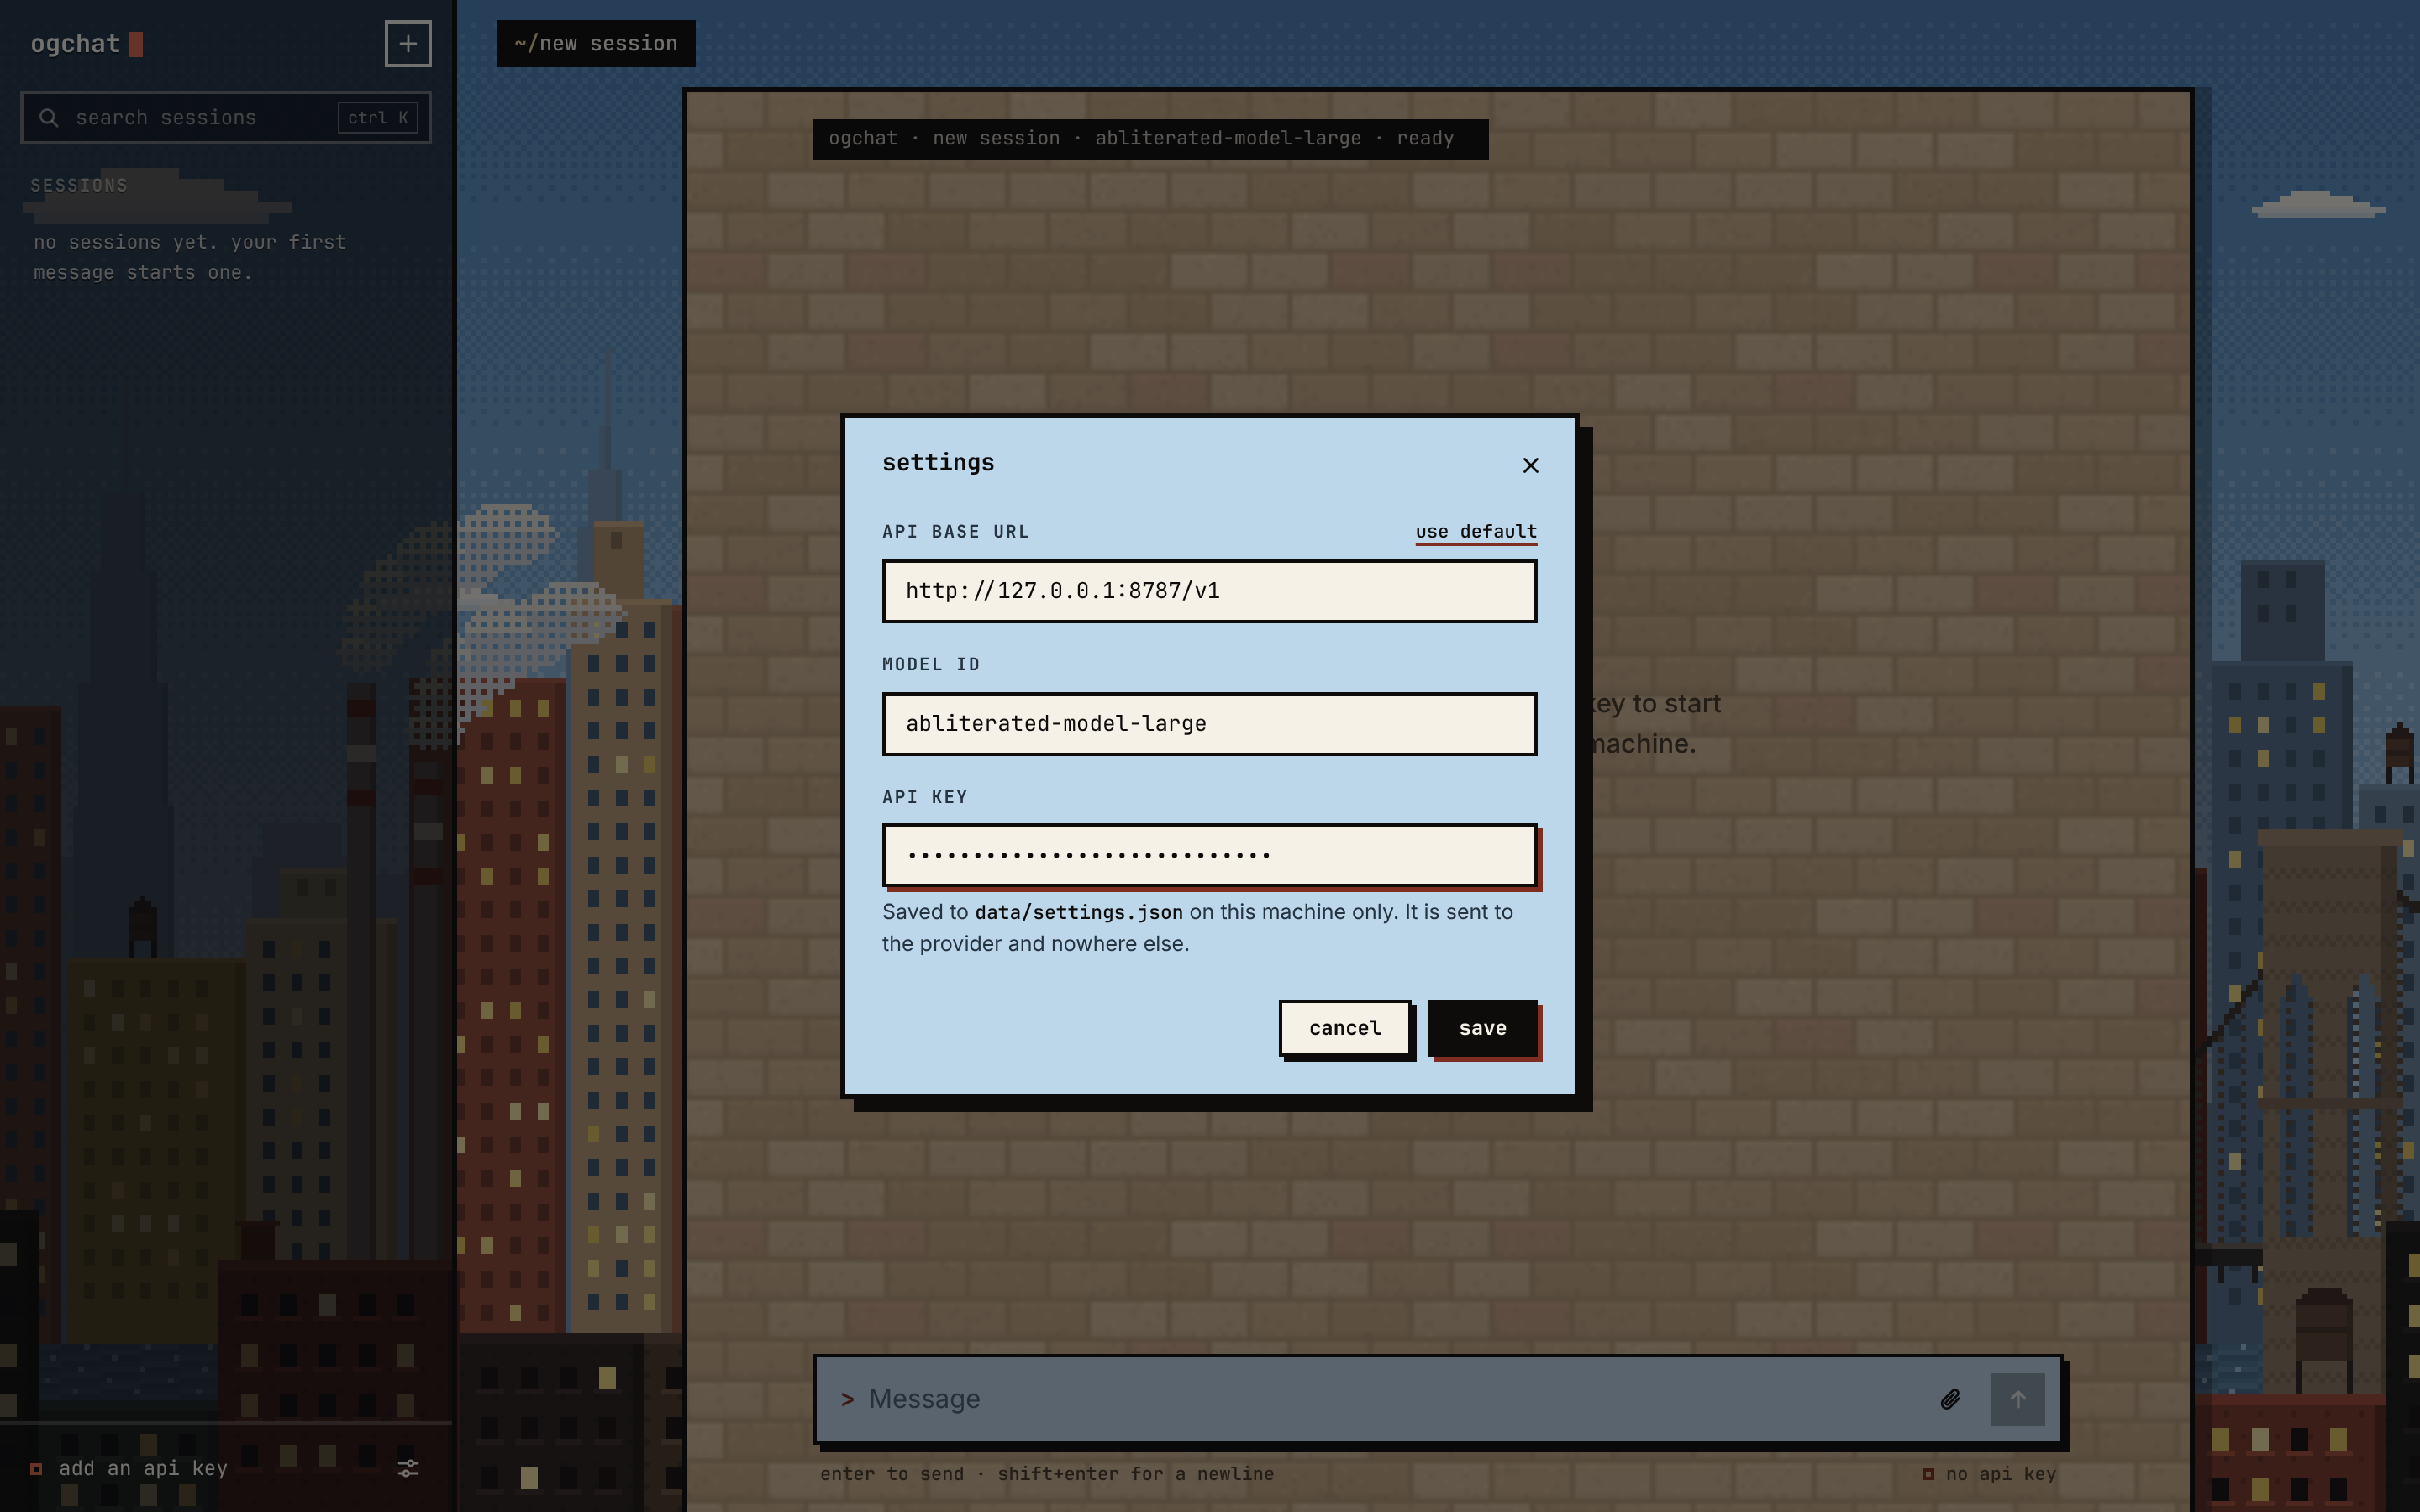 ogchat
search sessions
ctrl K
SESSIONS
no sessions yet. your first
message starts one.
~/new session
ogchat · new session · abliterated-model-large · ready
settings
API BASE URL
use default
http://127.0.0.1:8787/v1
MODEL ID
abliterated-model-large
key to start
machine.
API KEY
••••••••••••••••••••••••••••
Saved to data/settings.json on this machine only. It is sent to
the provider and nowhere else.
cancel
save
> Message
enter to send · shift+enter for a newline
no api key
add an api key